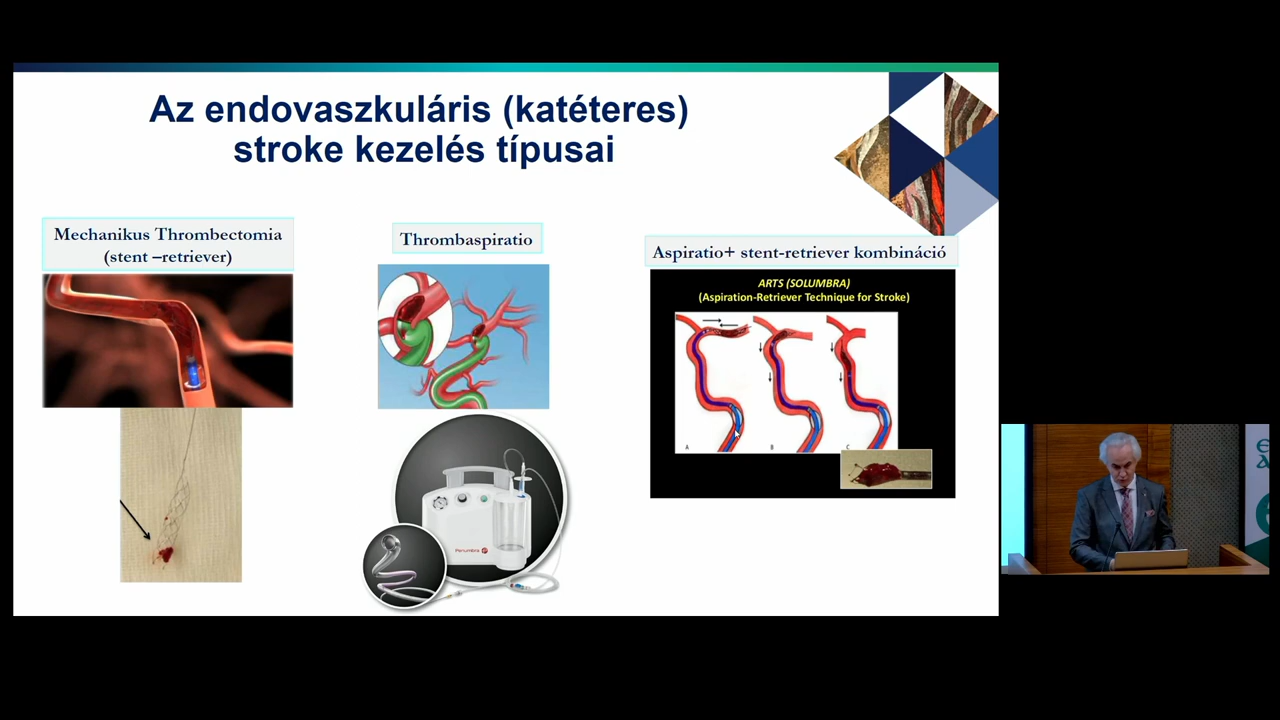 Az endovaszkuláris (katéteres)
stroke kezelés típusai
Mechanikus Thrombectomia
(stent –retriever)
Thrombaspiratio
Aspiratio+ stent-retriever kombináció
ARTS (SOLUMBRA)
(Aspiration-Retriever Technique for Stroke)
A
B
C
Penumbra